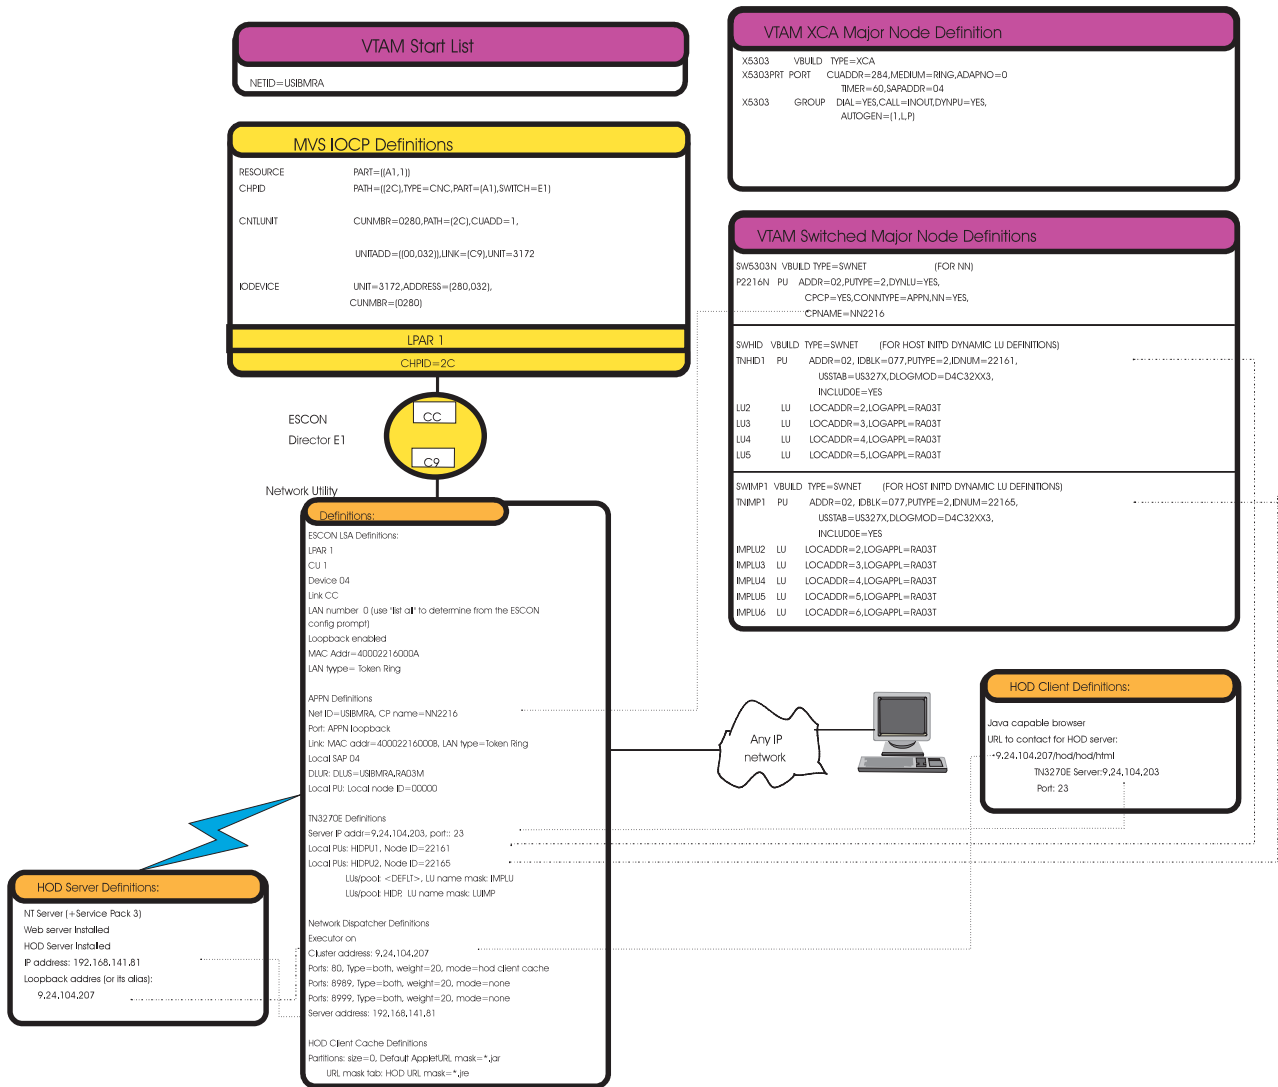 VTAM Start List
NETID=USIBMRA
VTAM XCA Major Node Definition
X5303 VBUILD TYPE=XCA
X5303PRT PORT CUADDR=284,MEDIUM=RING,ADAPNO=0
TIMER=60,SAPADDR=04
X5303 GROUP DIAL=YES,CALL=INOUT,DYNPU=YES,
AUTOGEN=(1,L,P)
MVS IOCP Definitions
RESOURCE PART=((A1,1))
CHPID PATH=((2C),TYPE=CNC,PART=(A1),SWITCH=E1)
CNTLUNIT CUNMBR=0280,PATH=(2C),CUADD=1,
UNITADD=((00,032)),LINK=(C9),UNIT=3172
IODEVICE UNIT=3172,ADDRESS=(280,032),
CUNMBR=(0280)
LPAR 1
CHPID=2C
VTAM Switched Major Node Definitions
SW5303N VBUILD TYPE=SWNET (FOR NN)
P2216N PU ADDR=02,PUTYPE=2,DYNLU=YES,
CPCP=YES,CONNTYPE=APPN,NN=YES,
CPNAME=NN2216
SWHID VBUILD TYPE=SWNET (FOR HOST INIT'D DYNAMIC LU DEFINITIONS)
TNHID1 PU ADDR=02, IDBLK=077,PUTYPE=2,IDNUM=22161,
USSTAB=US327X,DLOGMOD=D4C32XX3,
INCLUD0E=YES
LU2 LU LOCADDR=2,LOGAPPL=RA03T
LU3 LU LOCADDR=3,LOGAPPL=RA03T
LU4 LU LOCADDR=4,LOGAPPL=RA03T
LU5 LU LOCADDR=5,LOGAPPL=RA03T
SWIMP1 VBUILD TYPE=SWNET (FOR HOST INIT'D DYNAMIC LU DEFINITIONS)
TNIMP1 PU ADDR=02, IDBLK=077,PUTYPE=2,IDNUM=22165,
USSTAB=US327X,DLOGMOD=D4C32XX3,
INCLUD0E=YES
IMPLU2 LU LOCADDR=2,LOGAPPL=RA03T
IMPLU3 LU LOCADDR=3,LOGAPPL=RA03T
IMPLU4 LU LOCADDR=4,LOGAPPL=RA03T
IMPLU5 LU LOCADDR=5,LOGAPPL=RA03T
IMPLU6 LU LOCADDR=6,LOGAPPL=RA03T
ESCON
Director E1
CC
C9
Network Utility
Definitions:
ESCON LSA Definitions:
LPAR 1
CU 1
Device 04
Link CC
LAN number 0 (use "list all" to determine from the ESCON
config prompt)
Loopback enabled
MAC Addr=40002216000A
LAN tyype= Token Ring
APPN Definitions
Net ID=USIBMRA, CP name=NN2216
Port: APPN loopback
Link: MAC addr=400022160008, LAN type=Token Ring
Local SAP 04
DLUR: DLUS=USIBMRA.RA03M
Local PU: Local node ID=00000
TN3270E Definitions
Server IP addr=9.24.104.203, port:: 23
Local PUs: HIDPU1, Node ID=22161
Local PUs: HIDPU2, Node ID=22165
LUs/pool: <DEFLT>, LU name mask: IMPLU
LUs/pool: HIDP, LU name mask: LUIMP
Network Dispatcher Definitions
Executor on
Cluster address: 9.24.104.207
Ports: 80, Type=both, weight=20, mode=hod client cache
Ports: 8989, Type=both, weight=20, mode=none
Ports: 8999, Type=both, weight=20, mode=none
Server address: 192.168.141.81
HOD Client Cache Definitions
Partitions: size=0, Default AppletURL mask=*.jar
URL mask tab: HOD URL mask=*.jre
Any IP
network
HOD Client Definitions:
Java capable browser
URL to contact for HOD server:
9.24.104.207/hod/hod/html
TN3270E Server:9.24.104.203
Port: 23
HOD Server Definitions:
NT Server (+Service Pack 3)
Web server Installed
HOD Server Installed
IP address: 192.168.141.81
Loopback addres (or its alias):
9.24.104.207